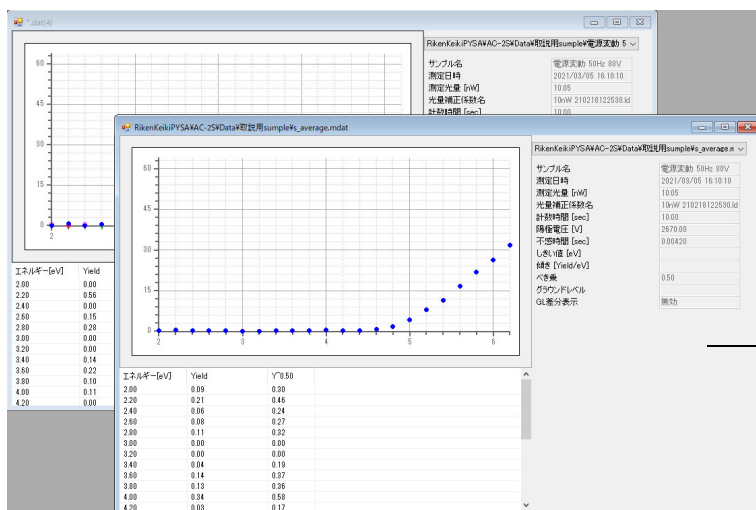 *.dat(4)
RikenKeikiPYSA¥AC-2S¥Data¥取説用sumple¥電源変動 5
60
45
30
15
0
2
サンプル名 電源変動 50Hz 80V
測定日時 2021/03/05 16:10:10
測定光量 [nW] 10.05
光量補正係数名 10nW 210218122530.ld
計数時間 [sec] 10.00
エネルギー[eV] Yield
2.00 0.00
2.20 0.56
2.40 0.00
2.60 0.15
2.80 0.28
3.00 0.00
3.20 0.00
3.40 0.14
3.60 0.22
3.80 0.10
4.00 0.11
4.20 0.00
RikenKeikiPYSA¥AC-2S¥Data¥取説用sumple¥s_average.mdat
RikenKeikiPYSA¥AC-2S¥Data¥取説用sumple¥s_average.m
60
45
30
15
0
2 3 4 5 6
サンプル名 電源変動 50Hz 80V
測定日時 2021/03/05 16:10:10
測定光量 [nW] 10.05
光量補正係数名 10nW 210218122530.ld
計数時間 [sec] 10.00
陽極電圧 [V] 2670.00
不感時間 [sec] 0.00420
しきい値 [eV]
傾き [Yield/eV]
べき乗 0.50
グラウンドレベル
GL差分表示 無効
エネルギー[eV] Yield Y^0.50
2.00 0.09 0.30
2.20 0.21 0.46
2.40 0.06 0.24
2.60 0.08 0.27
2.80 0.11 0.32
3.00 0.00 0.00
3.20 0.00 0.00
3.40 0.04 0.19
3.60 0.14 0.37
3.80 0.13 0.36
4.00 0.34 0.58
4.20 0.03 0.17